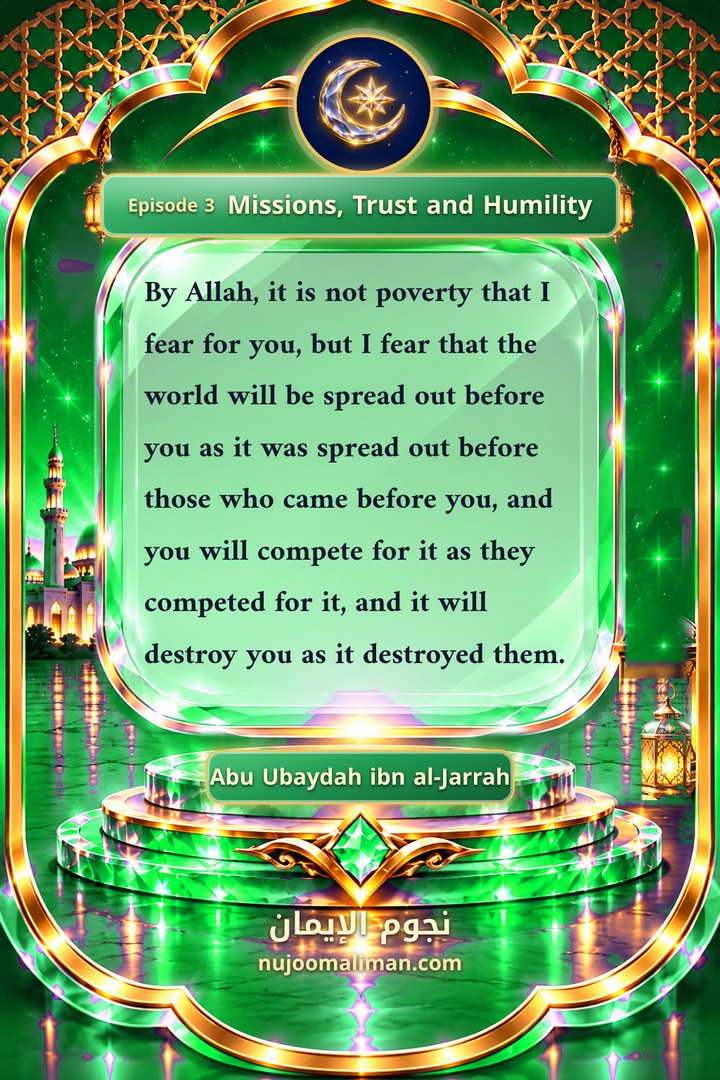 Episode 3 Missions, Trust and Humility
By Allah, it is not poverty that I
fear for you, but I fear that the
world will be spread out before
you as it was spread out before
those who came before you, and
you will compete for it as they
competed for it, and it will
destroy you as it destroyed them.
Abu Ubaydah ibn al-Jarrah
نجوم الإيمان
nujoomaliman.com